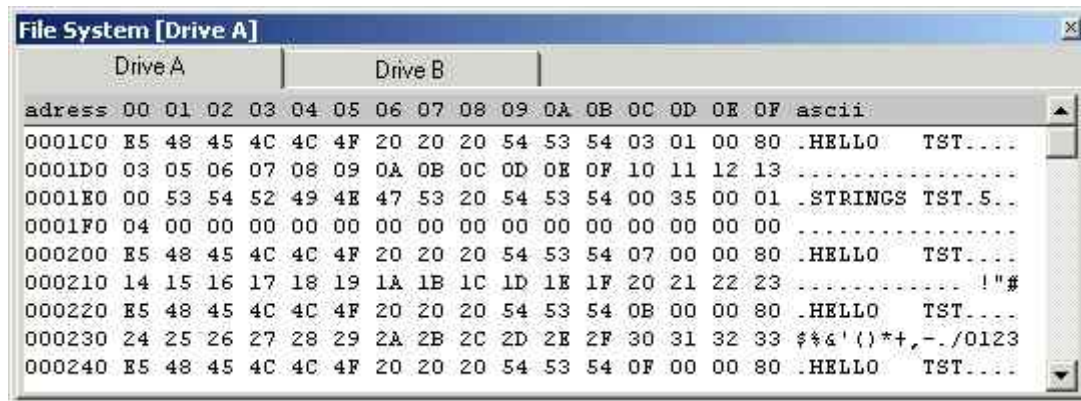 File System [Drive A]
Drive A Drive B
adress 00 01 02 03 04 05 06 07 08 09 0A 0B 0C 0D 0E 0F ascii
0001C0 E5 48 45 4C 4C 4F 20 20 20 54 53 54 03 01 00 80 .HELLO   TST....
0001D0 03 05 06 07 08 09 0A 0B 0C 0D 0E 0F 10 11 12 13 ................
0001E0 00 53 54 52 49 4E 47 53 20 54 53 54 00 35 00 01 .STRINGS TST.5..
0001F0 04 00 00 00 00 00 00 00 00 00 00 00 00 00 00 00 ................
000200 E5 48 45 4C 4C 4F 20 20 20 54 53 54 07 00 00 80 .HELLO   TST....
000210 14 15 16 17 18 19 1A 1B 1C 1D 1E 1F 20 21 22 23 ............ !"#
000220 E5 48 45 4C 4C 4F 20 20 20 54 53 54 0B 00 00 80 .HELLO   TST....
000230 24 25 26 27 28 29 2A 2B 2C 2D 2E 2F 30 31 32 33 $%&'()*+,-./0123
000240 E5 48 45 4C 4C 4F 20 20 20 54 53 54 0F 00 00 80 .HELLO   TST....